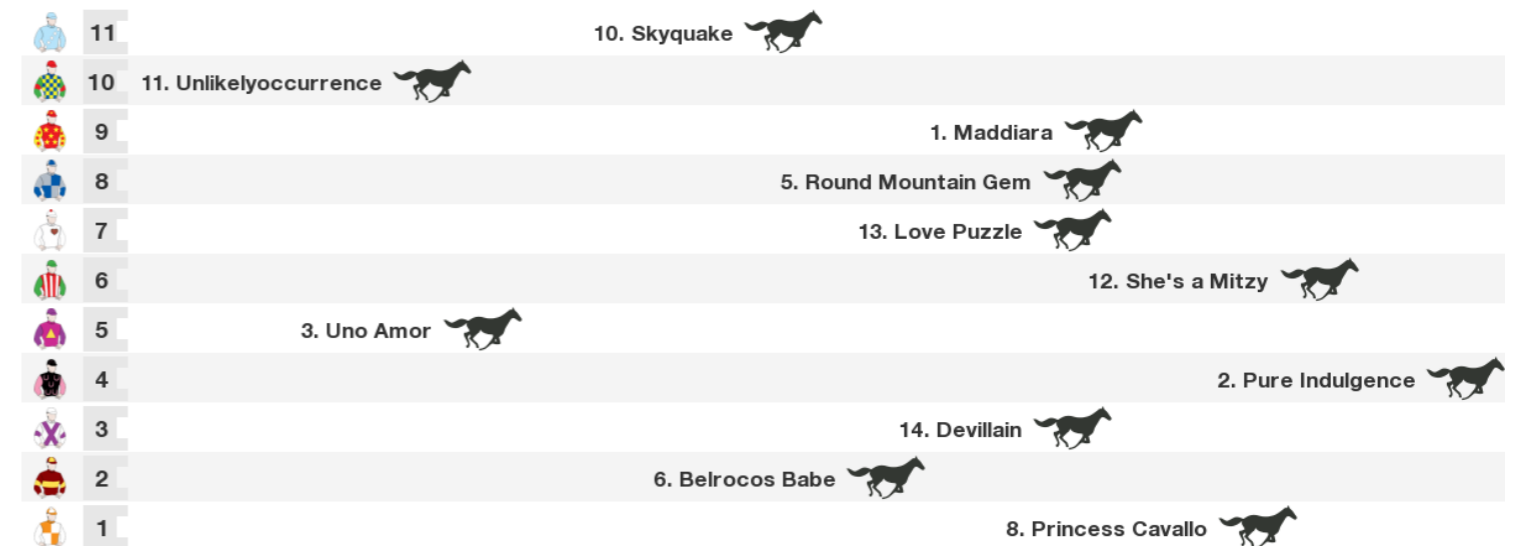 11 10. Skyquake
10 11. Unlikelyoccurrence
9 1. Maddiara
8 5. Round Mountain Gem
7 13. Love Puzzle
6 12. She's a Mitzy
5 3. Uno Amor
4 2. Pure Indulgence
3 14. Devillain
2 6. Belrocos Babe
1 8. Princess Cavallo